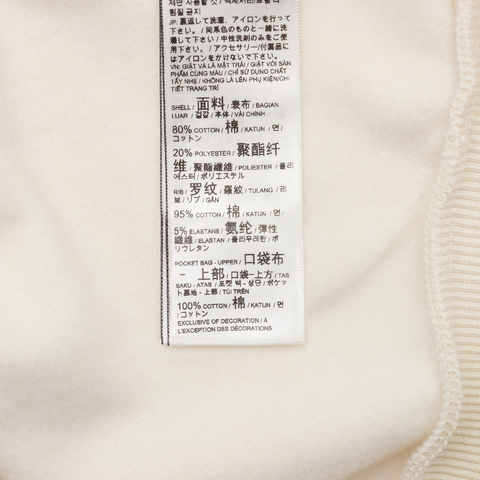 힘질 금지
JP: 裏返して洗濯、アイロンを行って
下さい。/ 同系色のものと一緒に洗
濯して下さい / 中性洗剤のみをご使
用下さい。/ アクセサリー/付属品に
はアイロンをかけないで下さい。
VN: GIẶT VÀ LÀ MẶT TRÁI / GIẶT VỚI SẢN
PHẨM CÙNG MÀU / CHỈ SỬ DỤNG CHẤT
TẨY NHẸ / KHÔNG LÀ LÊN PHỤ KIỆN/CHI
TIẾT TRANG TRÍ
SHELL / 面料 / 表布 / BAGIAN
LUAR / 겉감 / 本体 / VẢI CHÍNH
80% COTTON / 棉 / KATUN / 면 /
コットン
20% POLYESTER / 聚酯纤
维 / 聚酯纖維 / POLIESTER / 폴리
에스터 / ポリエステル
RIB / 罗纹 / 羅紋 / TULANG / 리
브 / リブ / GÂN
95% COTTON / 棉 / KATUN / 면
/ コットン
5% ELASTANE / 氨纶 / 彈性
纖維 / ELASTAN / 폴리우레탄 / ポ
リウレタン
POCKET BAG - UPPER / 口袋布
- 上部 / 口袋-上方 / TAS
SAKU - ATAS / 포켓 백 - 상단 / ポケッ
ト裏地 - 上部 / TÚI TRÊN
100% COTTON / 棉 / KATUN / 면
/ コットン
EXCLUSIVE OF DECORATION / À
L'EXCEPTION DES DÉCORATIONS